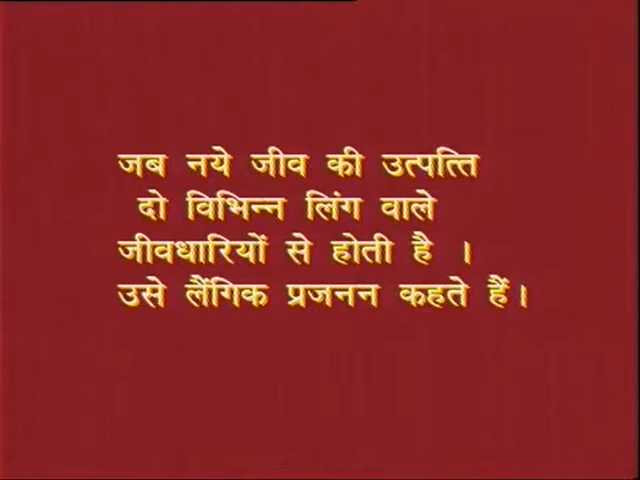 जब नये जीव की उत्पत्ति
दो विभिन्न लिंग वाले
जीवधारियों से होती है ।
उसे लैंगिक प्रजनन कहते हैं।